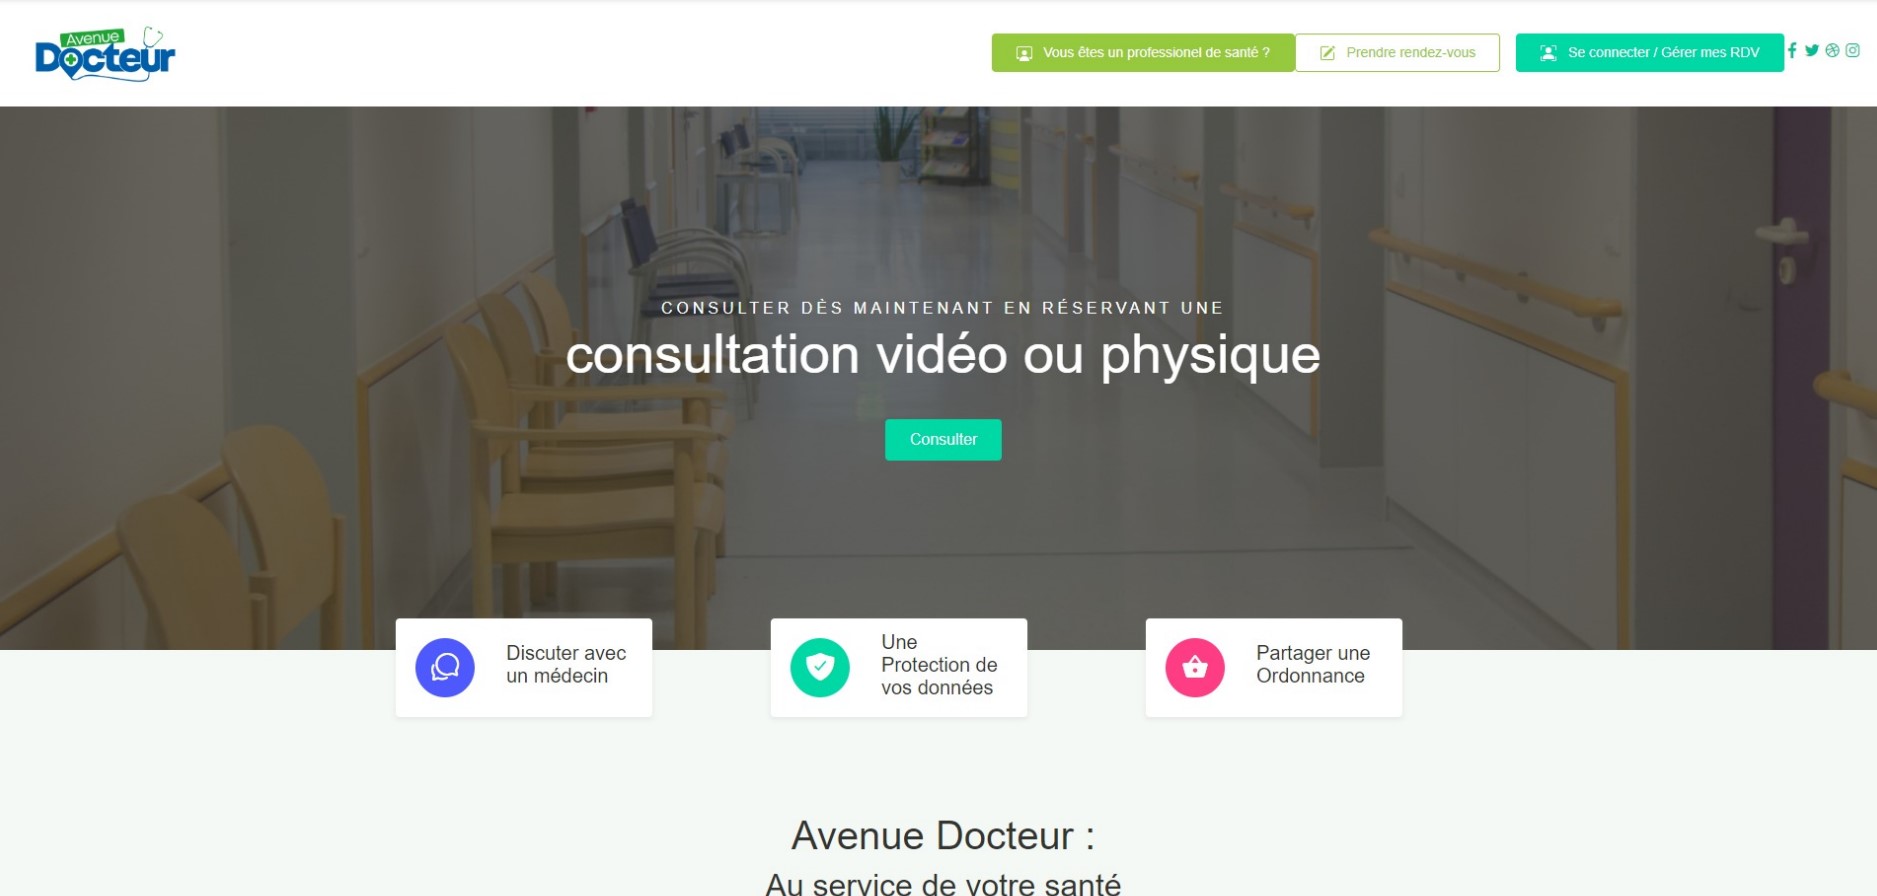 Avenue
Docteur
Vous êtes un professionel de santé ?
Prendre rendez-vous
Se connecter / Gérer mes RDV
CONSULTER DÈS MAINTENANT EN RÉSERVANT UNE
consultation vidéo ou physique
Consulter
Discuter avec
un médecin
Une
Protection de
vos données
Partager une
Ordonnance
Avenue Docteur :
Au service de votre santé